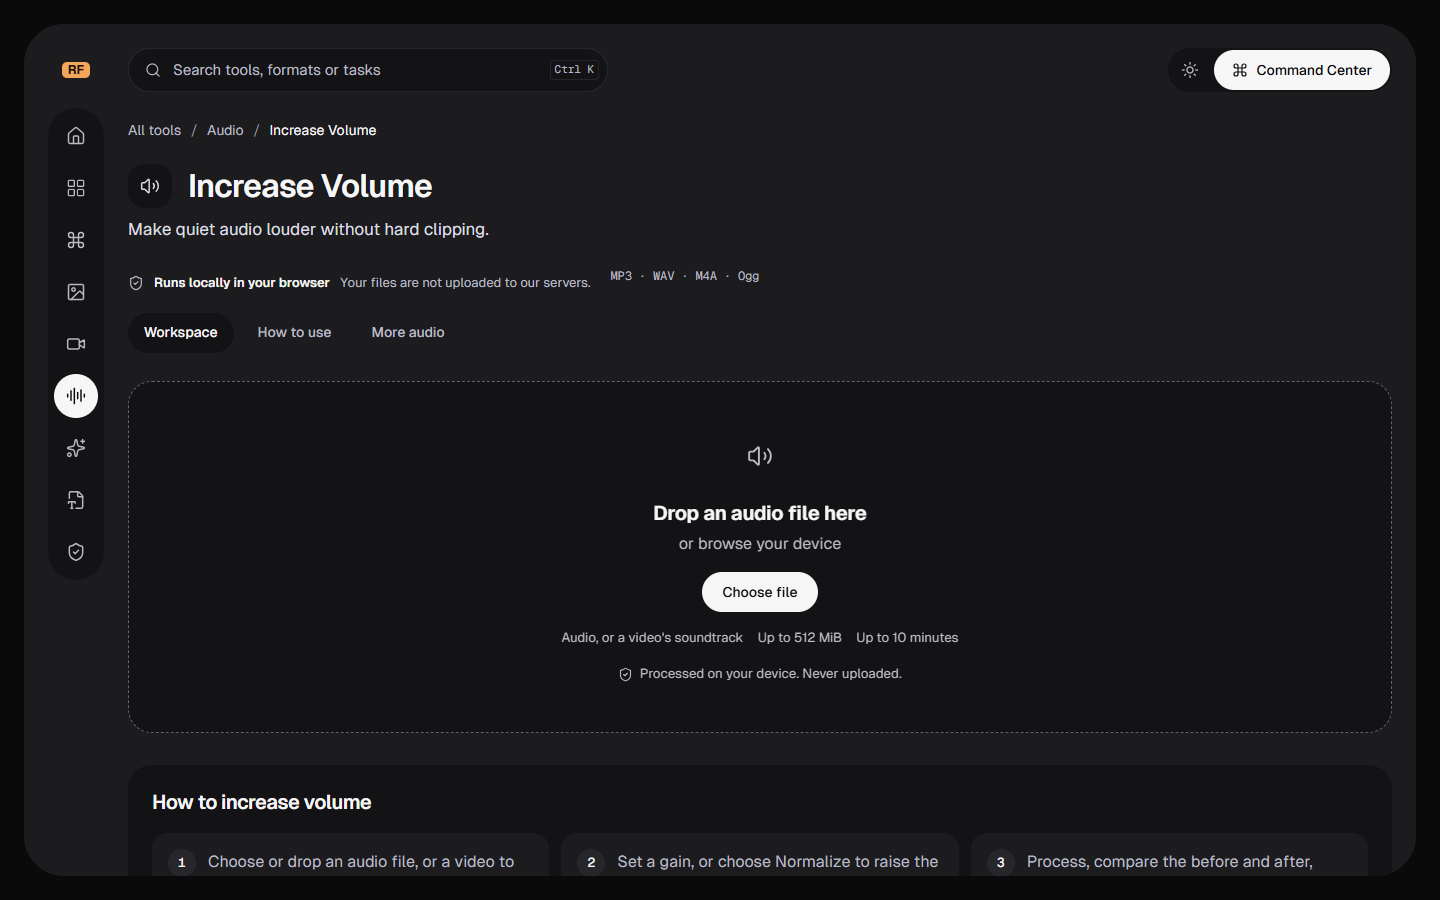 RF
Search tools, formats or tasks
Ctrl K
Command Center
All tools / Audio / Increase Volume
Increase Volume
Make quiet audio louder without hard clipping.
Runs locally in your browser Your files are not uploaded to our servers. MP3 · WAV · M4A · Ogg
Workspace How to use More audio
Drop an audio file here
or browse your device
Choose file
Audio, or a video's soundtrack Up to 512 MiB Up to 10 minutes
Processed on your device. Never uploaded.
How to increase volume
1 Choose or drop an audio file, or a video to
2 Set a gain, or choose Normalize to raise the
3 Process, compare the before and after,